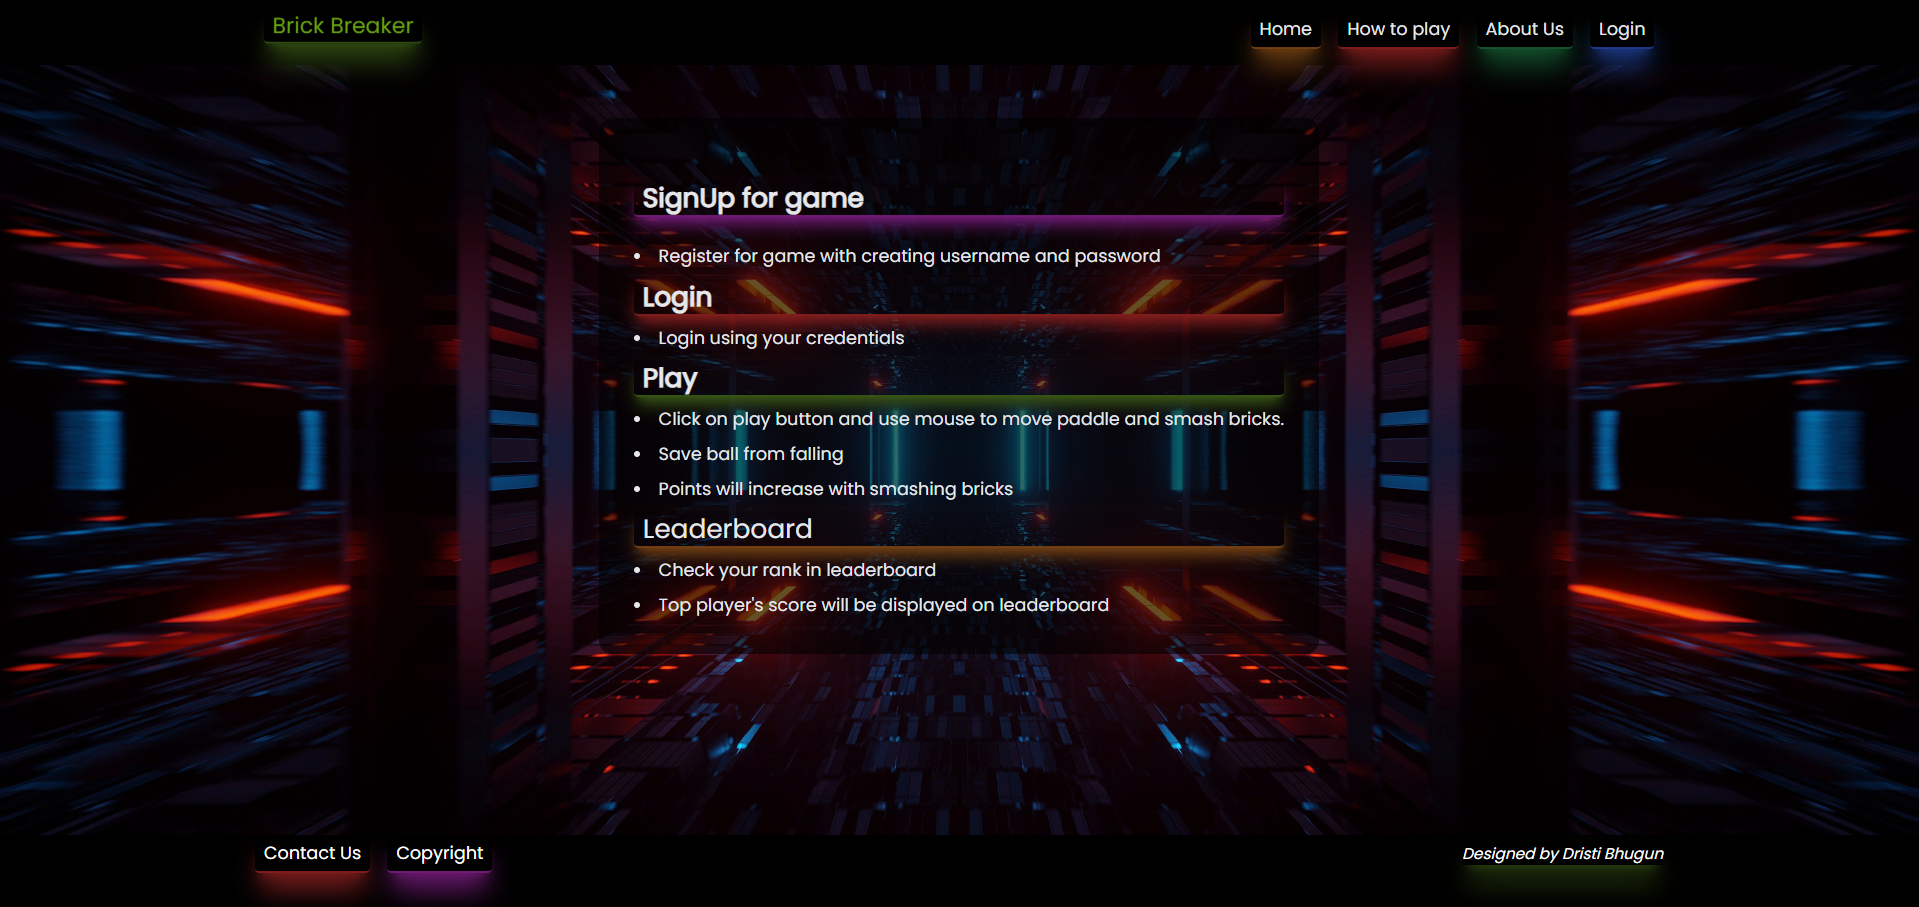 Brick Breaker
Home
How to play
About Us
Login
SignUp for game
Register for game with creating username and password
Login
Login using your credentials
Play
Click on play button and use mouse to move paddle and smash bricks.
Save ball from falling
Points will increase with smashing bricks
Leaderboard
Check your rank in leaderboard
Top player's score will be displayed on leaderboard
Contact Us
Copyright
Designed by Dristi Bhugun